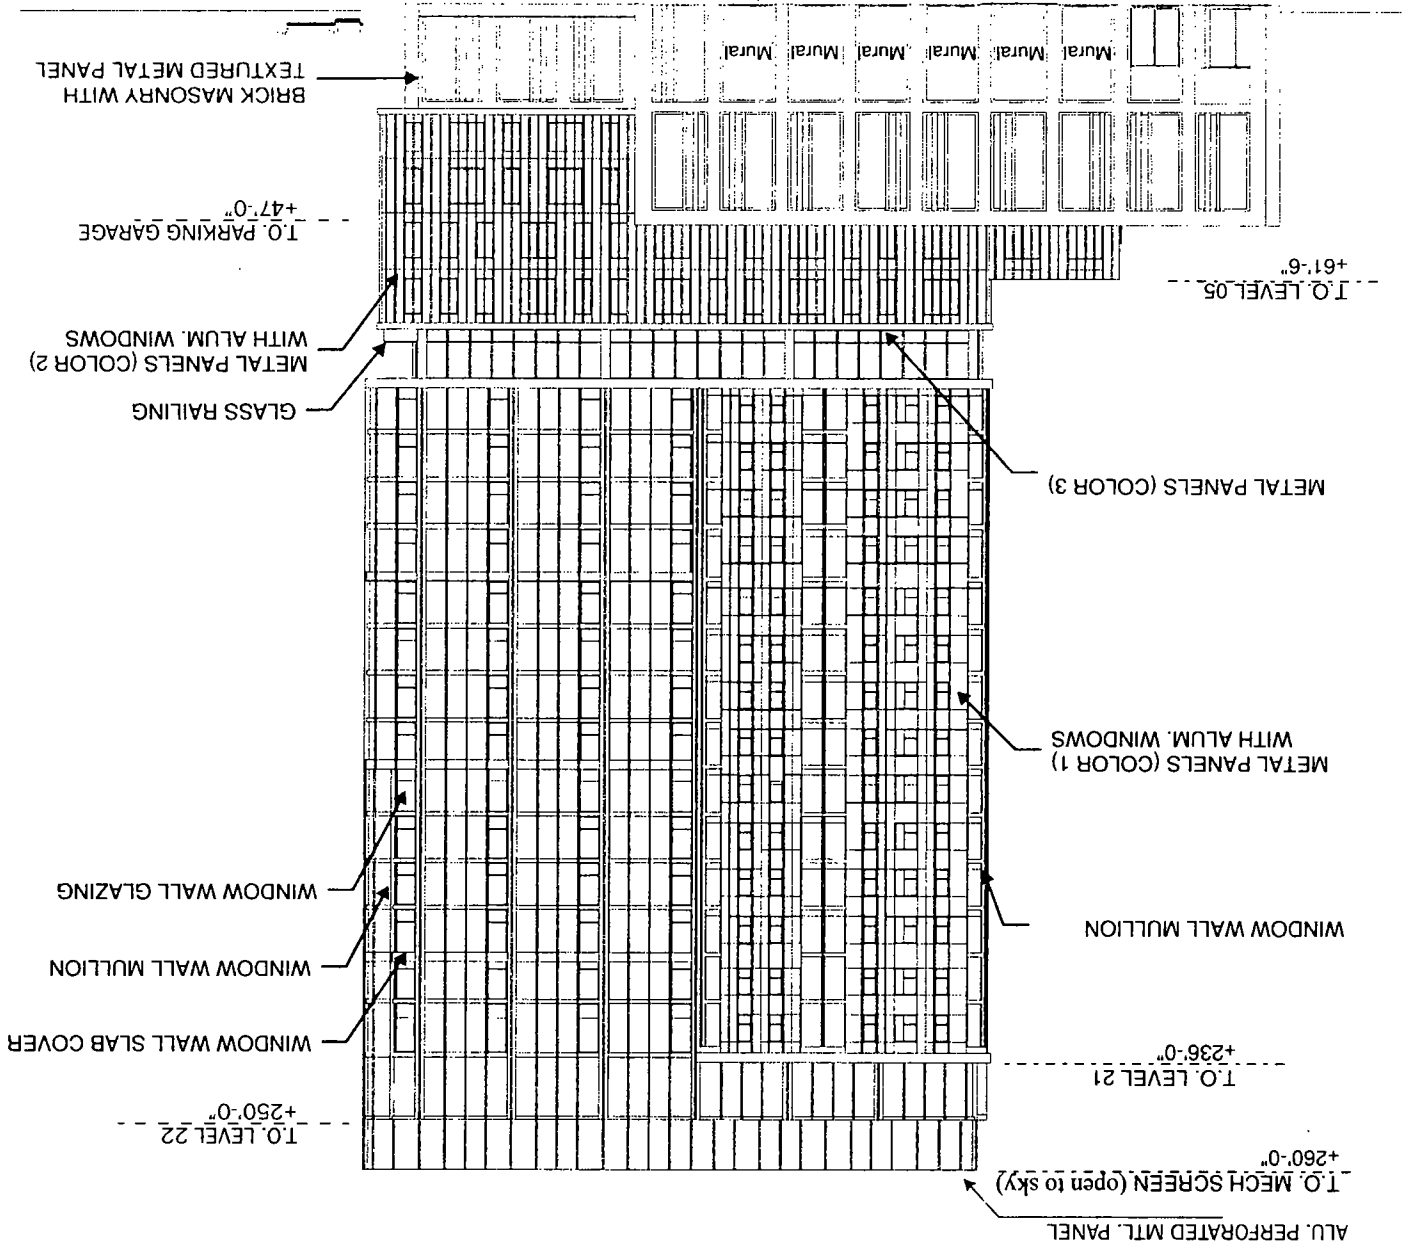 ALU. PERFORATED MTL. PANEL
T.O. MECH SCREEN (open to sky)
+260'-0"
T.O. LEVEL 21
+236'-0"
WINDOW WALL MULLION
METAL PANELS (COLOR 1)
WITH ALUM. WINDOWS
METAL PANELS (COLOR 3)
T.O. LEVEL 05
+61'-6"
T.O. LEVEL 22
+250'-0"
WINDOW WALL SLAB COVER
WINDOW WALL MULLION
WINDOW WALL GLAZING
GLASS RAILING
METAL PANELS (COLOR 2)
WITH ALUM. WINDOWS
T.O. PARKING GARAGE
+47'-0"
BRICK MASONRY WITH
TEXTURED METAL PANEL
Mural Mural Mural Mural Mural Mural